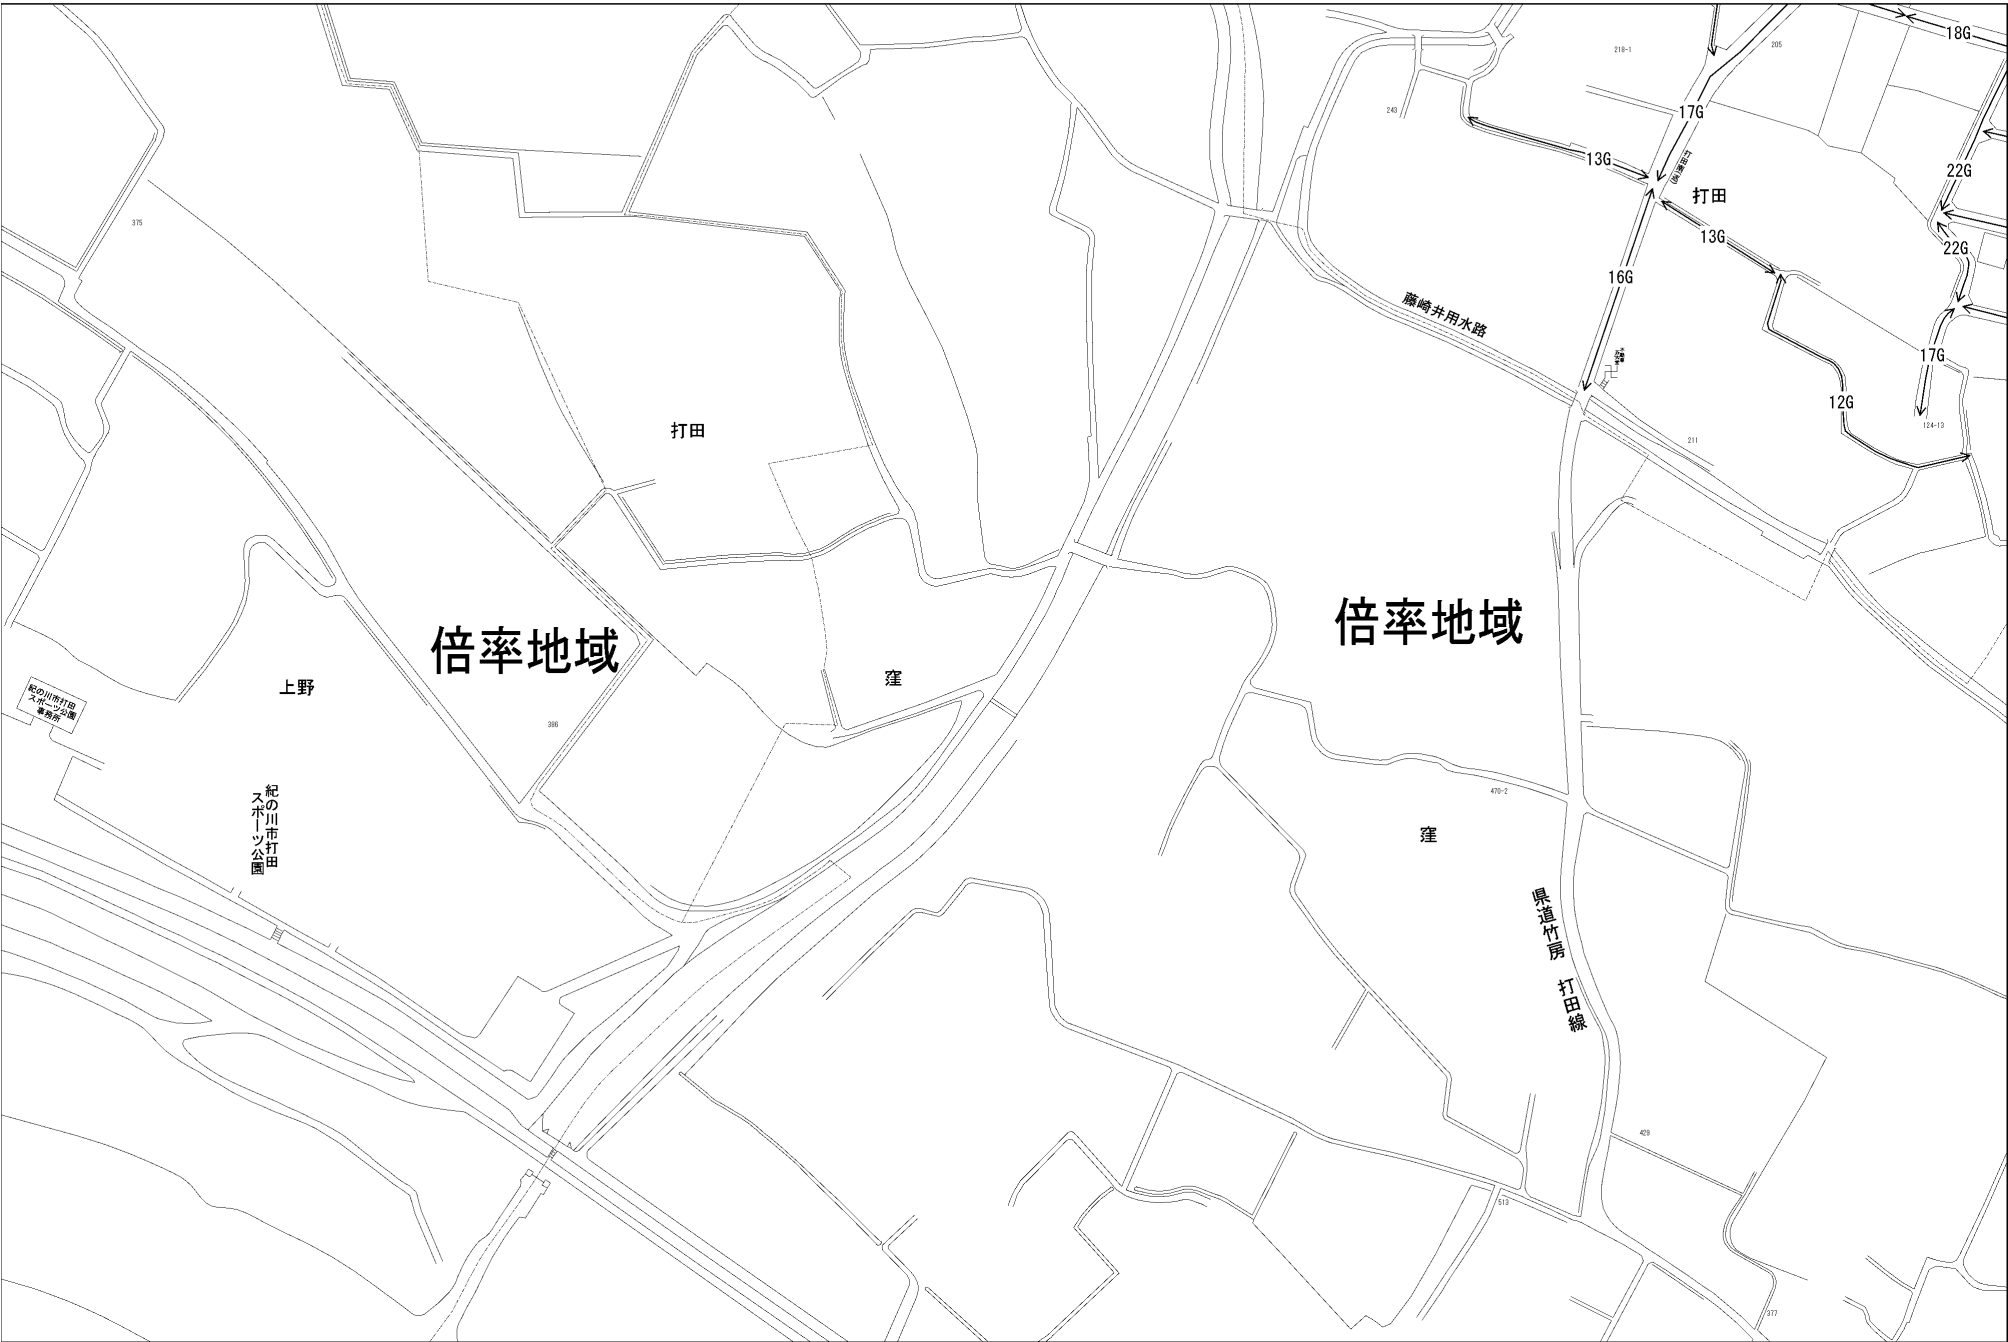 18G
218-1
205
243
17G
13G
22G
打田
375
13G
22G
16G
藤崎井用水路
17G
12G
124-13
打田
211
倍率地域
倍率地域
窪
上野
紀の川市打田
スポーツ公園
事務所
386
紀の川市打田
スポーツ公園
470-2
窪
県道竹房 打田線
429
513
377